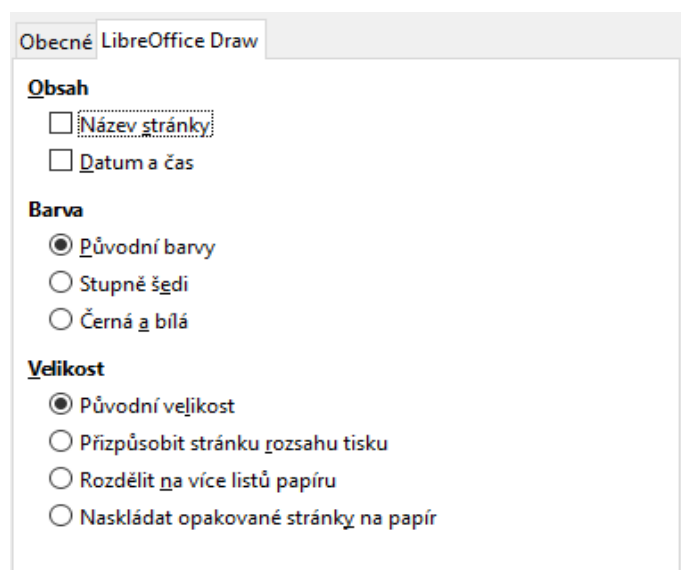 Obecné LibreOffice Draw
Obsah
Název stránky
Datum a čas
Barva
Původní barvy
Stupně šedi
Černá a bílá
Velikost
Původní velikost
Přizpůsobit stránku rozsahu tisku
Rozdělit na více listů papíru
Naskládat opakované stránky na papír